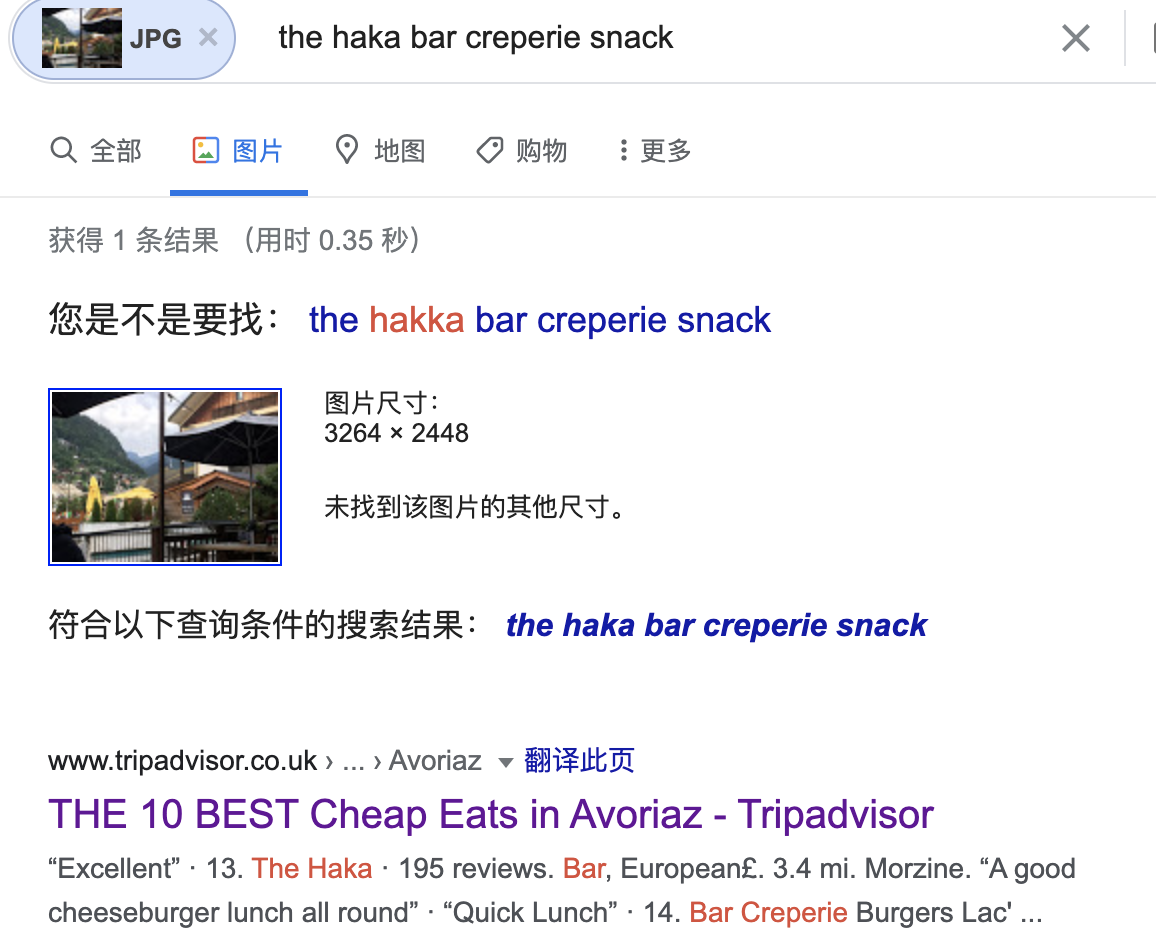 JPG × the haka bar creperie snack
全部 图片 地图 购物 更多
获得 1 条结果 （用时 0.35 秒）
您是不是要找： the hakka bar creperie snack
图片尺寸：
3264 × 2448
未找到该图片的其他尺寸。
符合以下查询条件的搜索结果： the haka bar creperie snack
www.tripadvisor.co.uk › ... › Avoriaz 翻译此页
THE 10 BEST Cheap Eats in Avoriaz - Tripadvisor
“Excellent” · 13. The Haka · 195 reviews. Bar, European£. 3.4 mi. Morzine. “A good
cheeseburger lunch all round” · “Quick Lunch” · 14. Bar Creperie Burgers Lac' ...